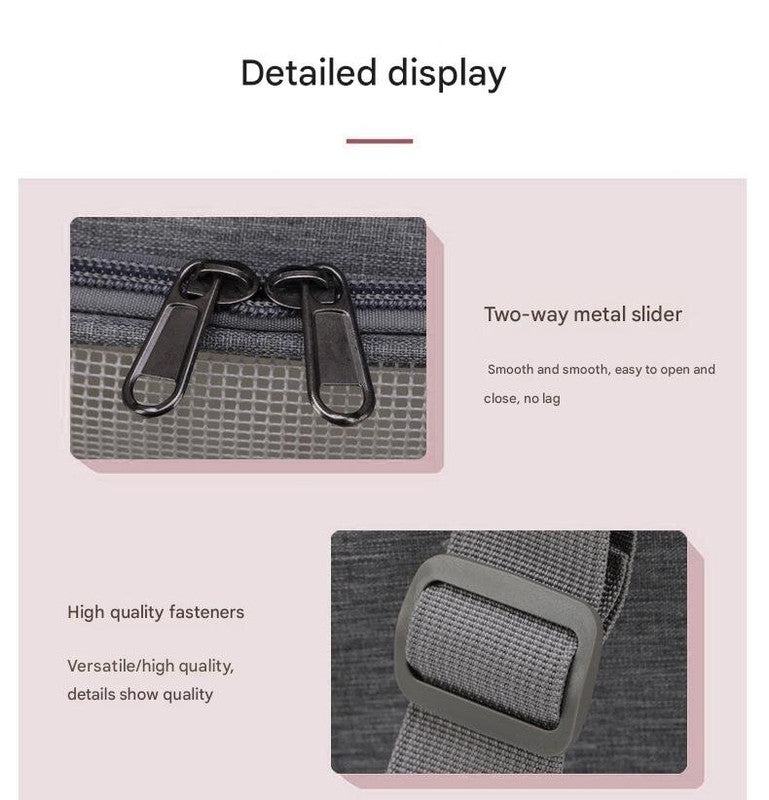 Detailed display
Two-way metal slider
Smooth and smooth, easy to open and
close, no lag
High quality fasteners
Versatile/high quality,
details show quality